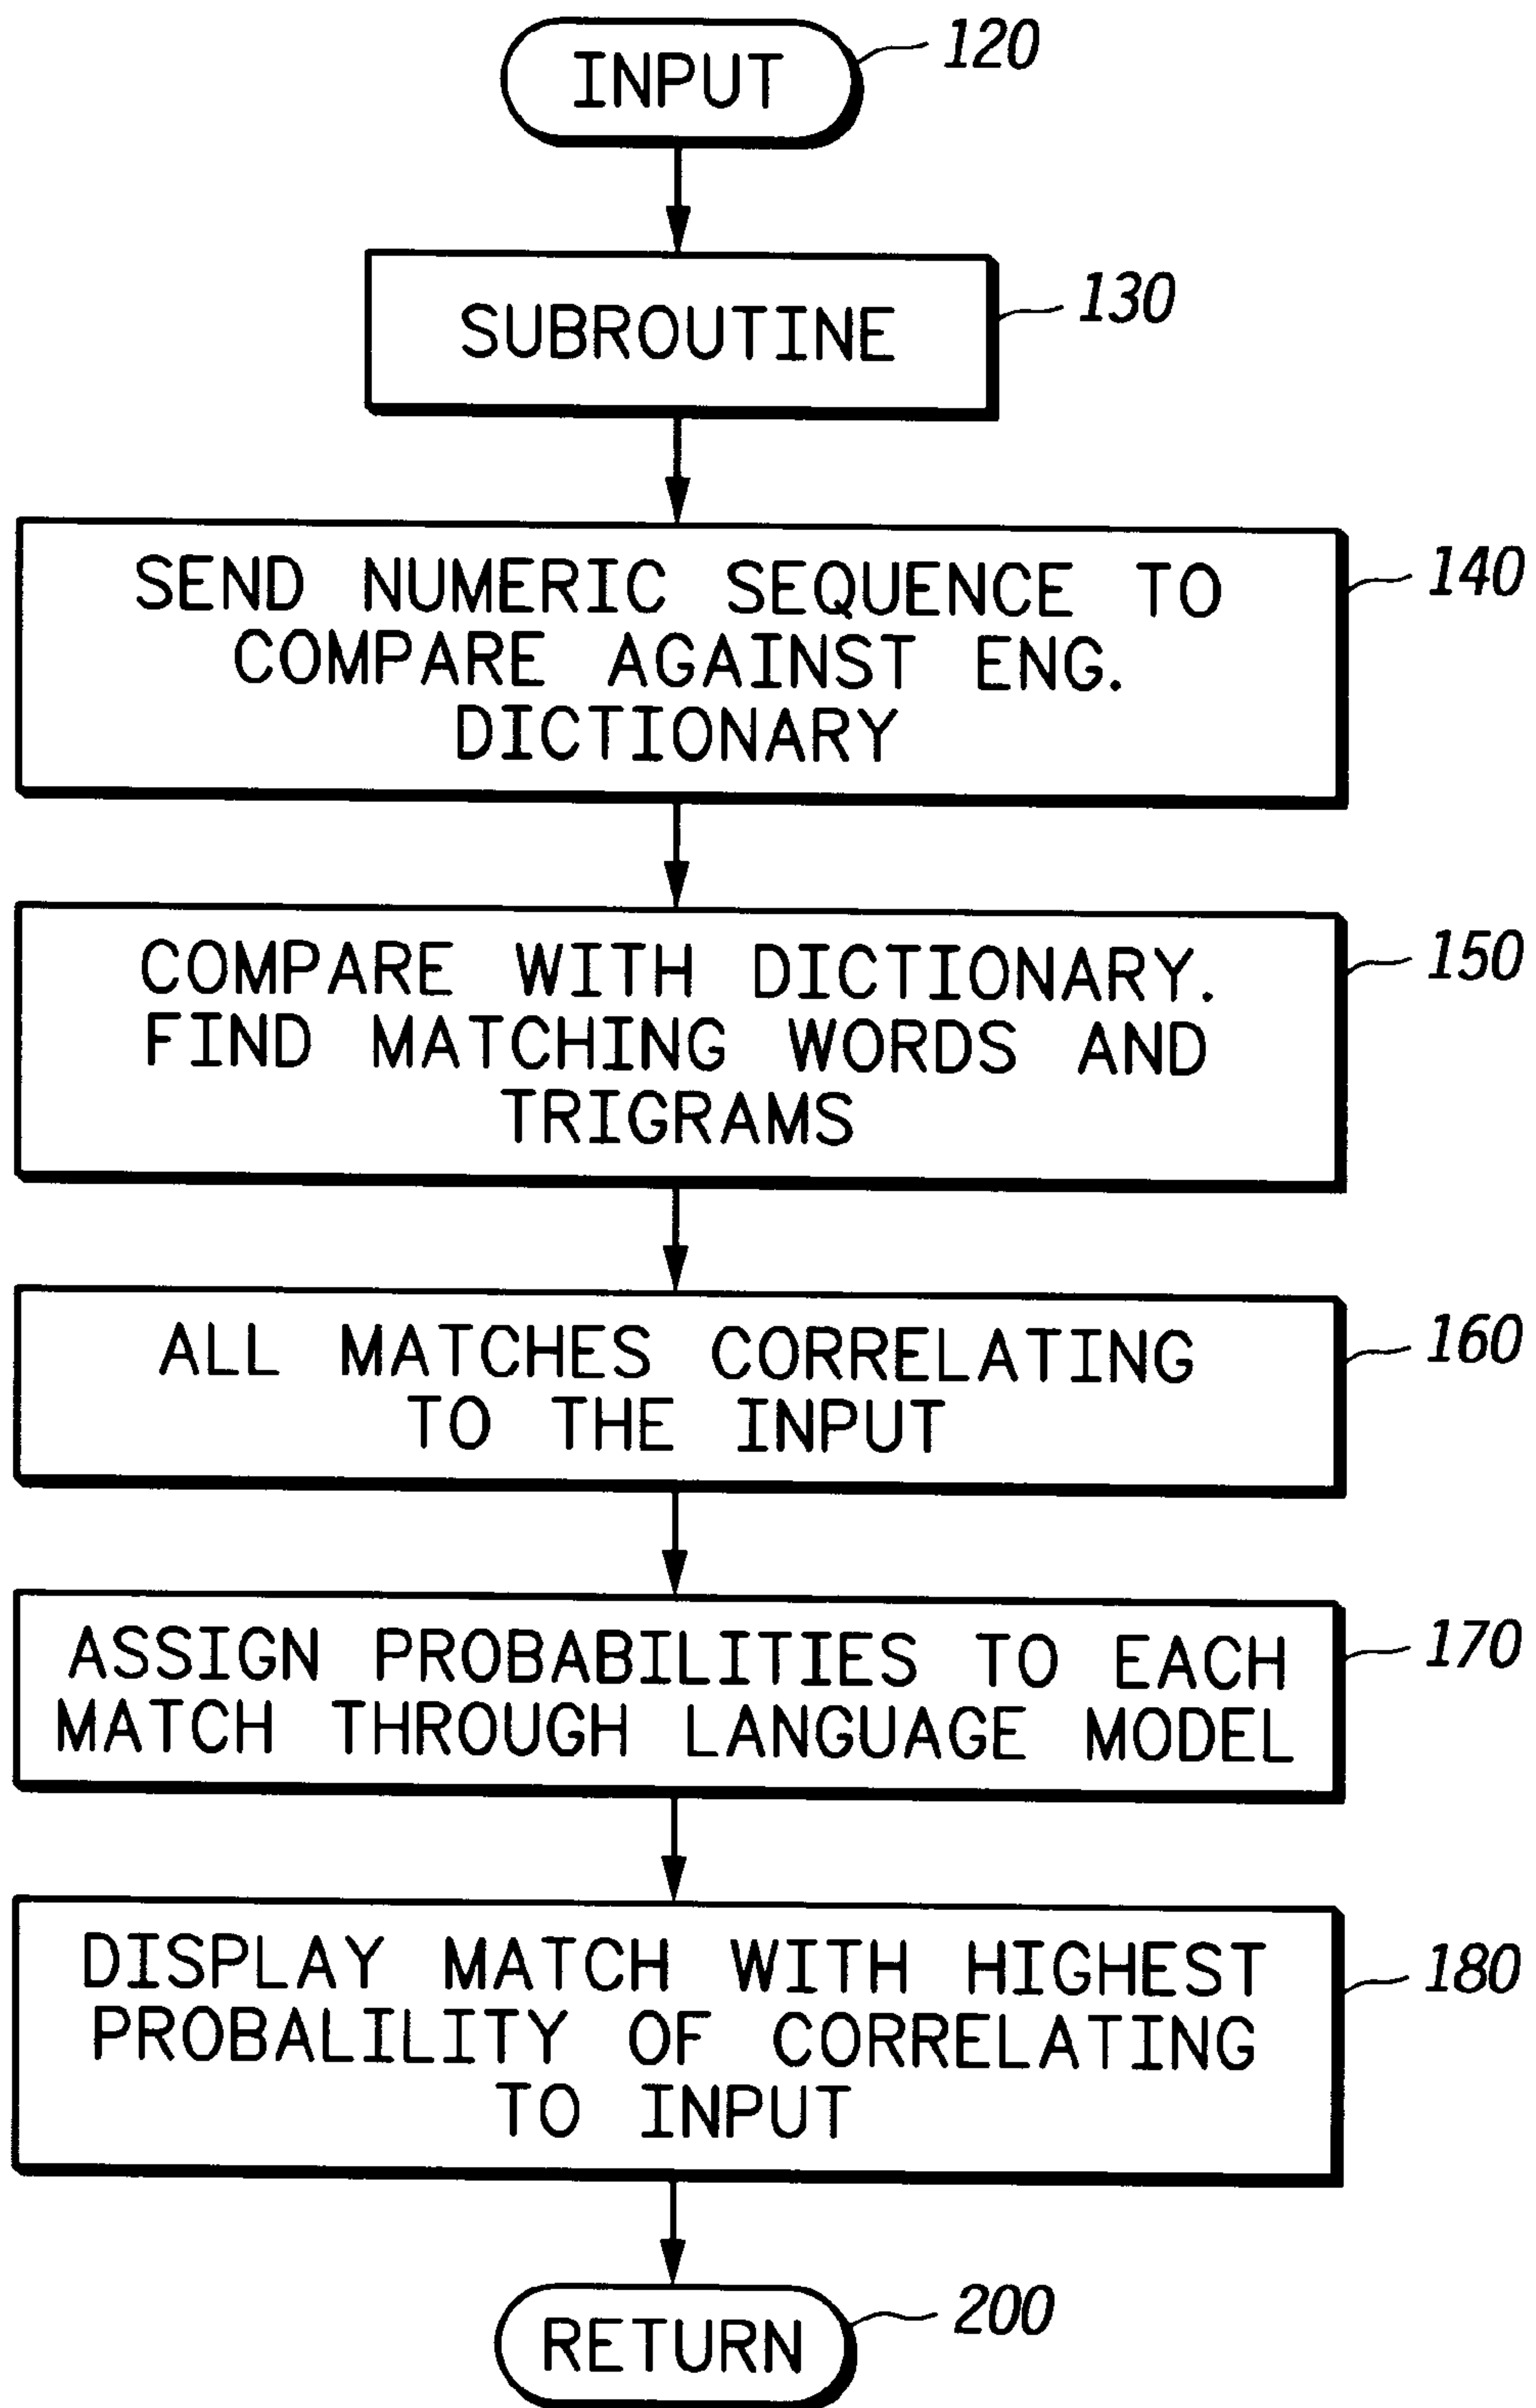 INPUT
120
SUBROUTINE
130
SEND NUMERIC SEQUENCE TO
COMPARE AGAINST ENG.
DICTIONARY
140
COMPARE WITH DICTIONARY.
FIND MATCHING WORDS AND
TRIGRAMS
150
ALL MATCHES CORRELATING
TO THE INPUT
160
ASSIGN PROBABILITIES TO EACH
MATCH THROUGH LANGUAGE MODEL
170
DISPLAY MATCH WITH HIGHEST
PROBALILITY OF CORRELATING
TO INPUT
180
RETURN
200